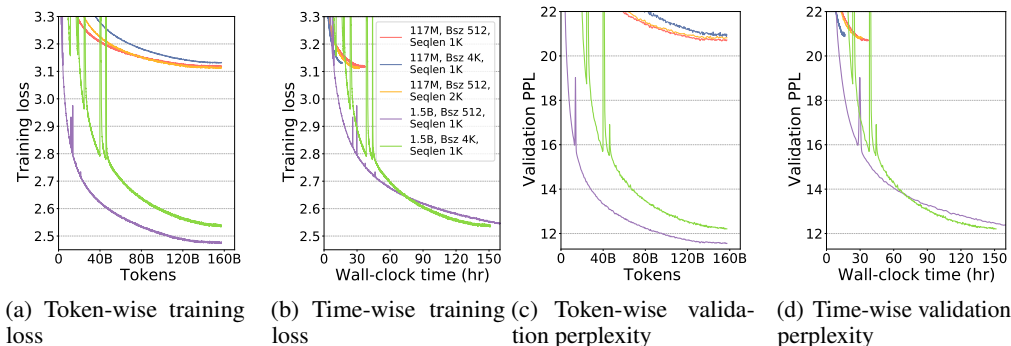 Training loss
3.3
3.2
3.1
3.0
2.9
2.8
2.7
2.6
2.5
40B 80B 120B 160B
Tokens
Training loss
3.3
3.2
3.1
3.0
2.9
2.8
2.7
2.6
2.5
30 60 90 120 150
Wall-clock time (hr)
117M, Bsz 512,
Seqlen 1K
117M, Bsz 4K,
Seqlen 1K
117M, Bsz 512,
Seqlen 2K
1.5B, Bsz 512,
Seqlen 1K
1.5B, Bsz 4K,
Seqlen 1K
Validation PPL
22
20
18
16
14
12
40B 80B 120B 160B
Tokens
Validation PPL
22
20
18
16
14
12
30 60 90 120 150
Wall-clock time (hr)
(a) Token-wise training
loss
(b) Time-wise training
loss
(c) Token-wise valida-
tion perplexity
(d) Time-wise validation
perplexity